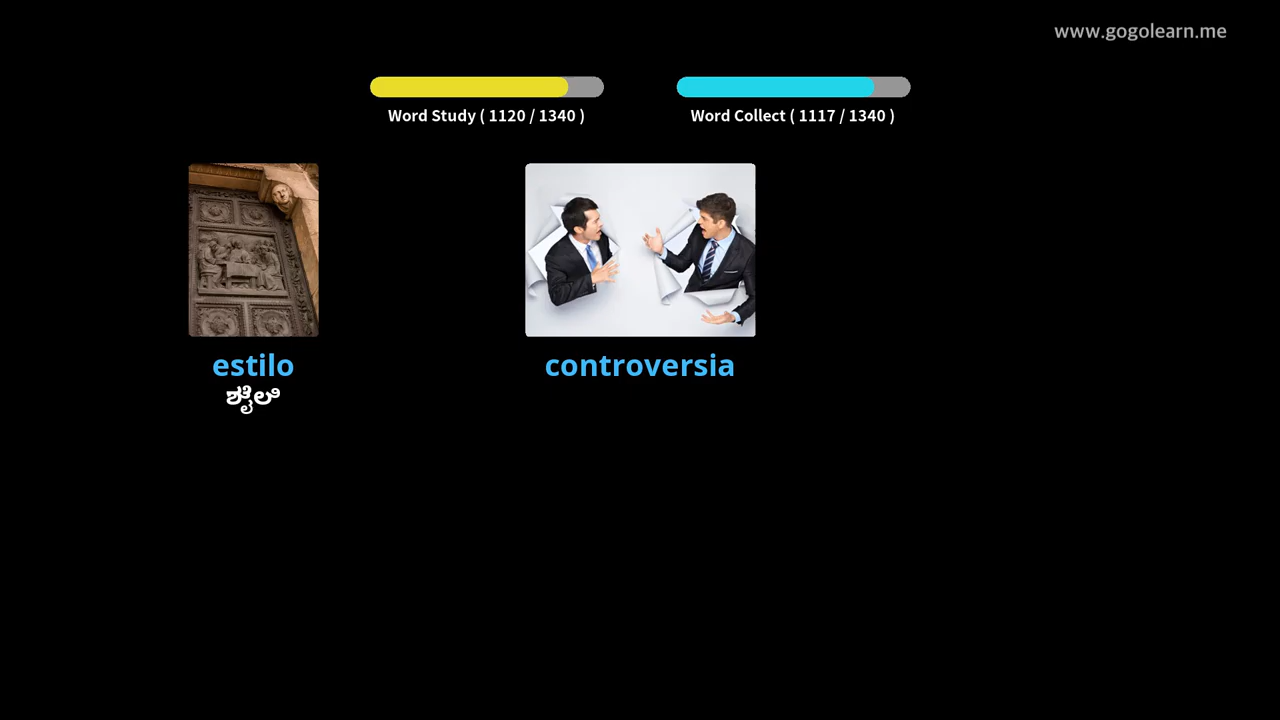 www.gogolearn.me
Word Study ( 1120 / 1340 )
Word Collect ( 1117 / 1340 )
estilo
ಶೈಲಿ
controversia